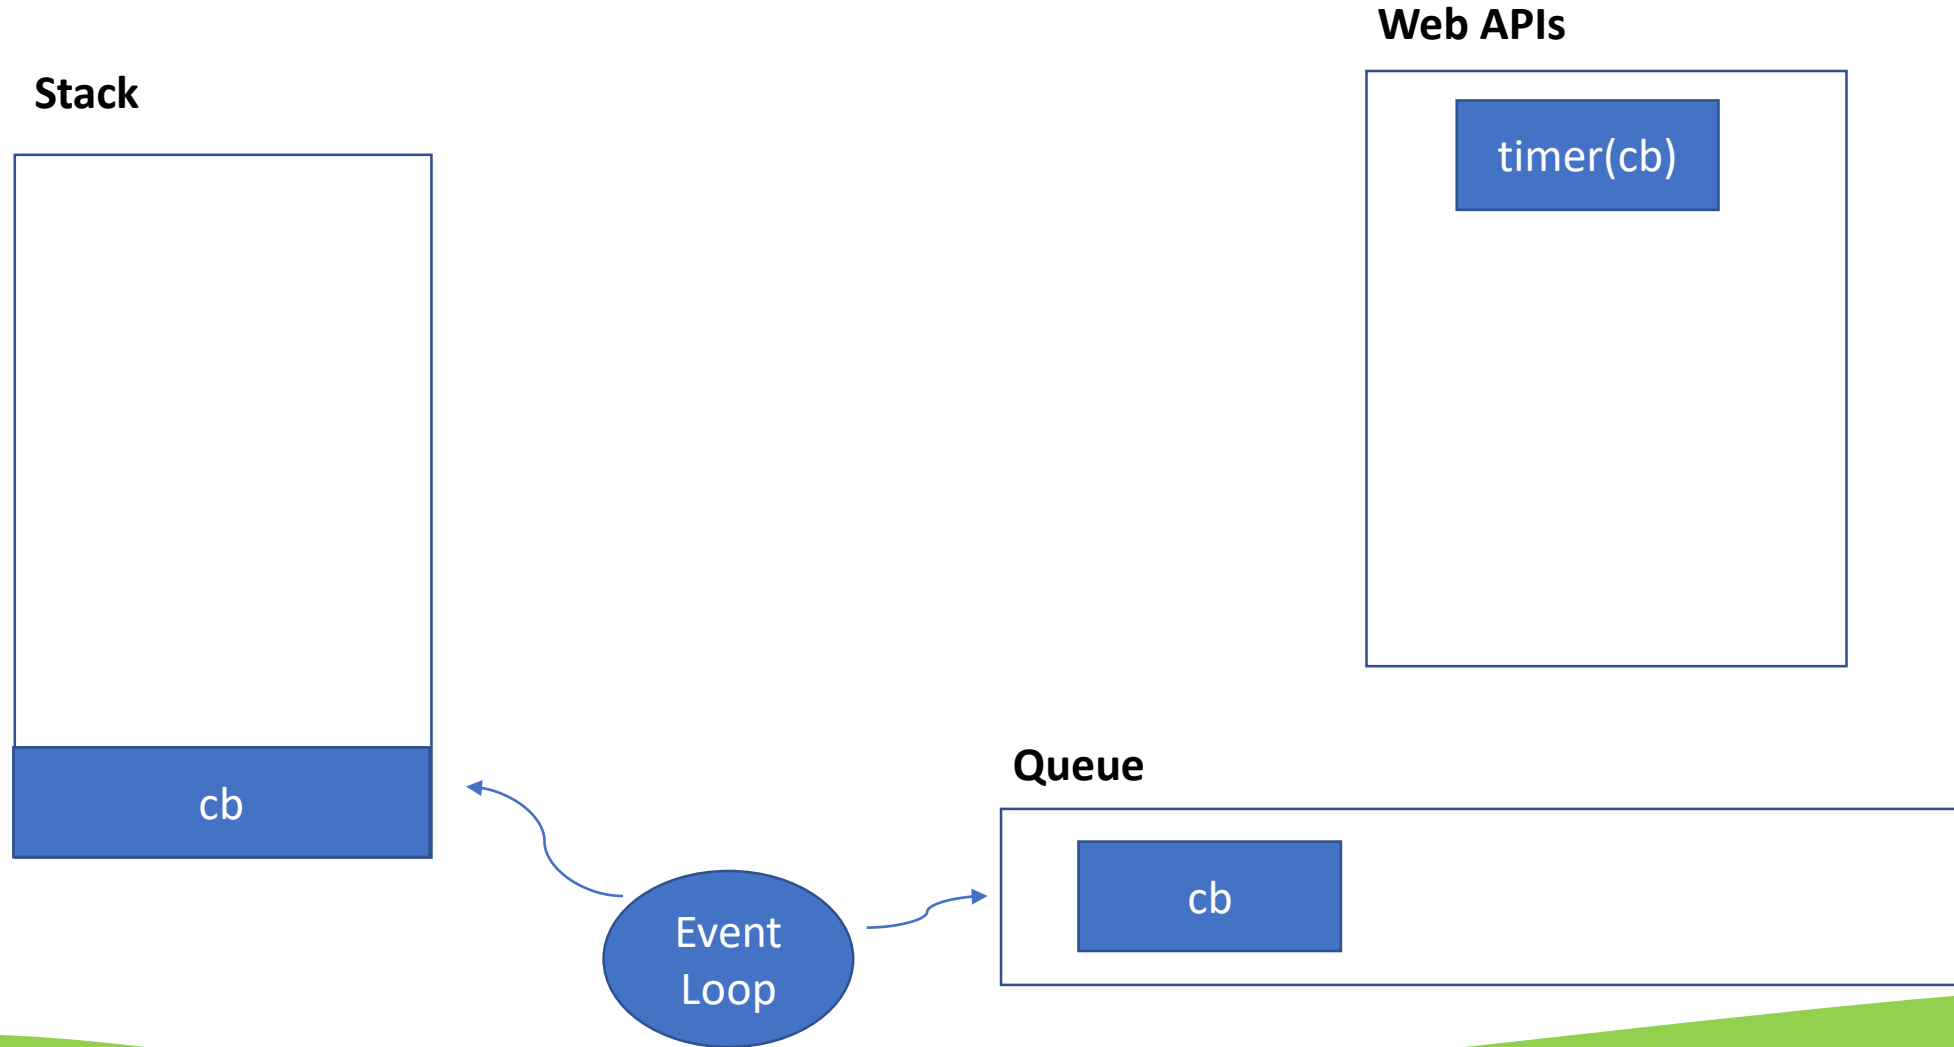 Web APIs
Stack
timer(cb)
Queue
cb
cb
Event
Loop